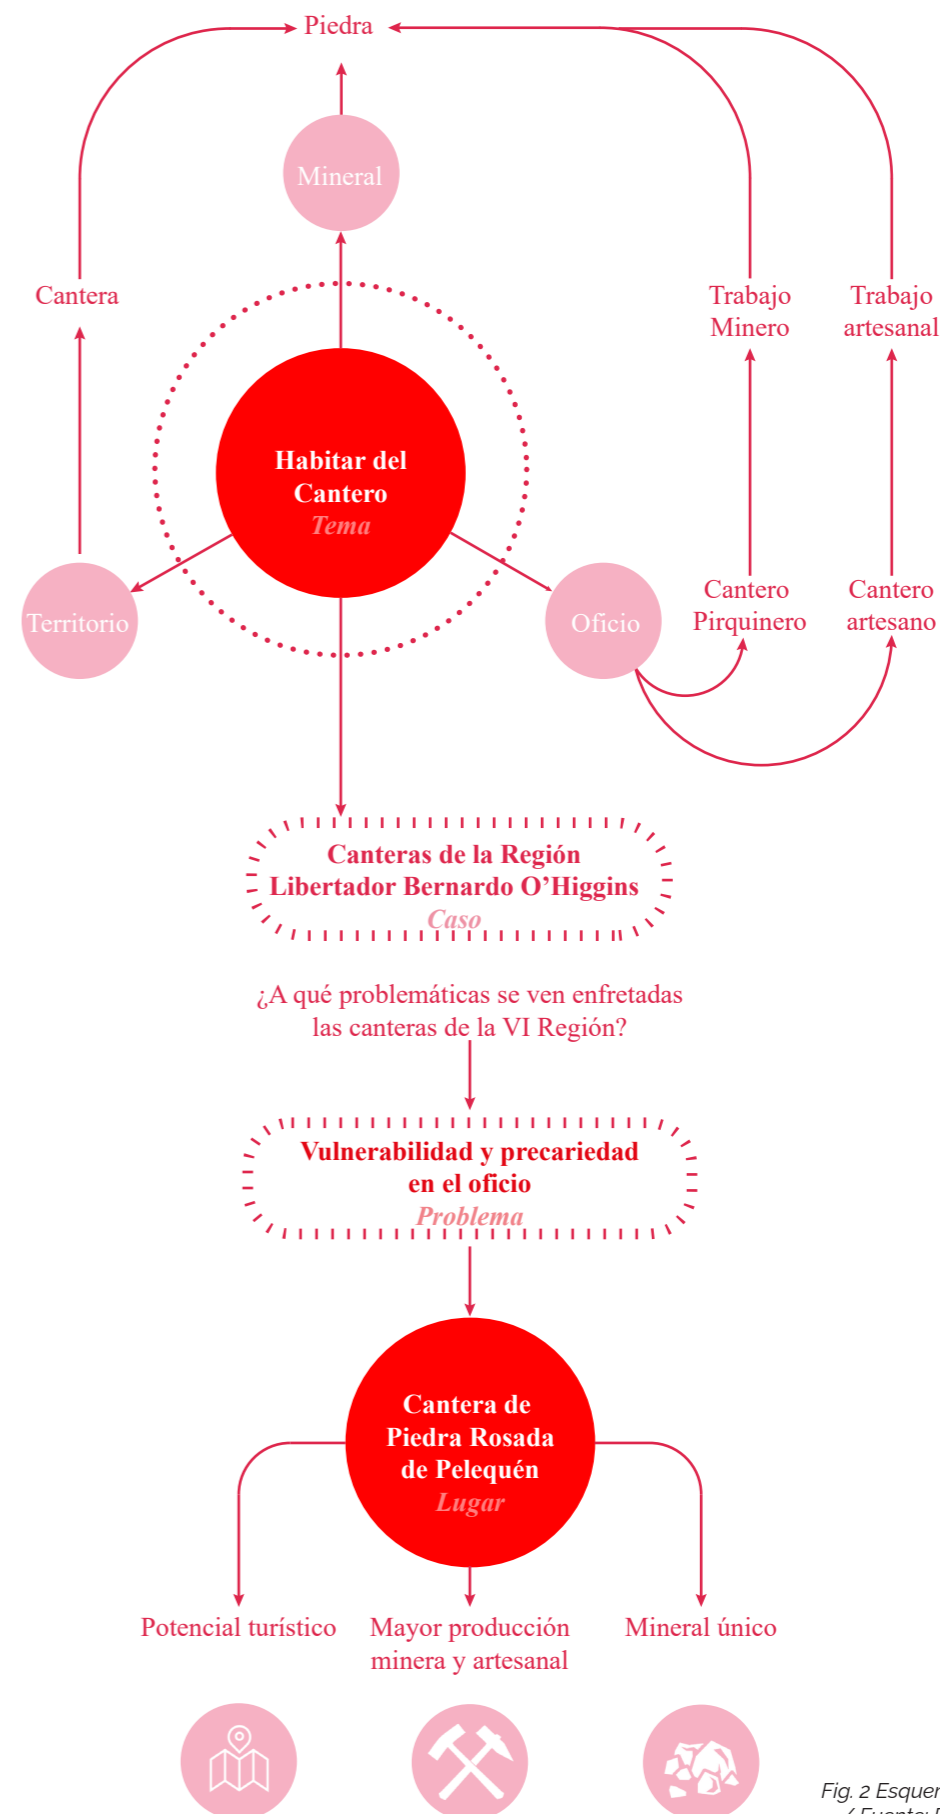 Piedra
Mineral
Cantera
Trabajo
Minero
Trabajo
artesanal
Habitar del
Cantero
Tema
Territorio
Oficio
Cantero
Pirquinero
Cantero
artesano
Canteras de la Región
Libertador Bernardo O’Higgins
Caso
¿A qué problemáticas se ven enfretadas
las canteras de la VI Región?
Vulnerabilidad y precariedad
en el oficio
Problema
Cantera de
Piedra Rosada
de Pelequén
Lugar
Potencial turístico
Mayor producción
minera y artesanal
Mineral único
Fig. 2